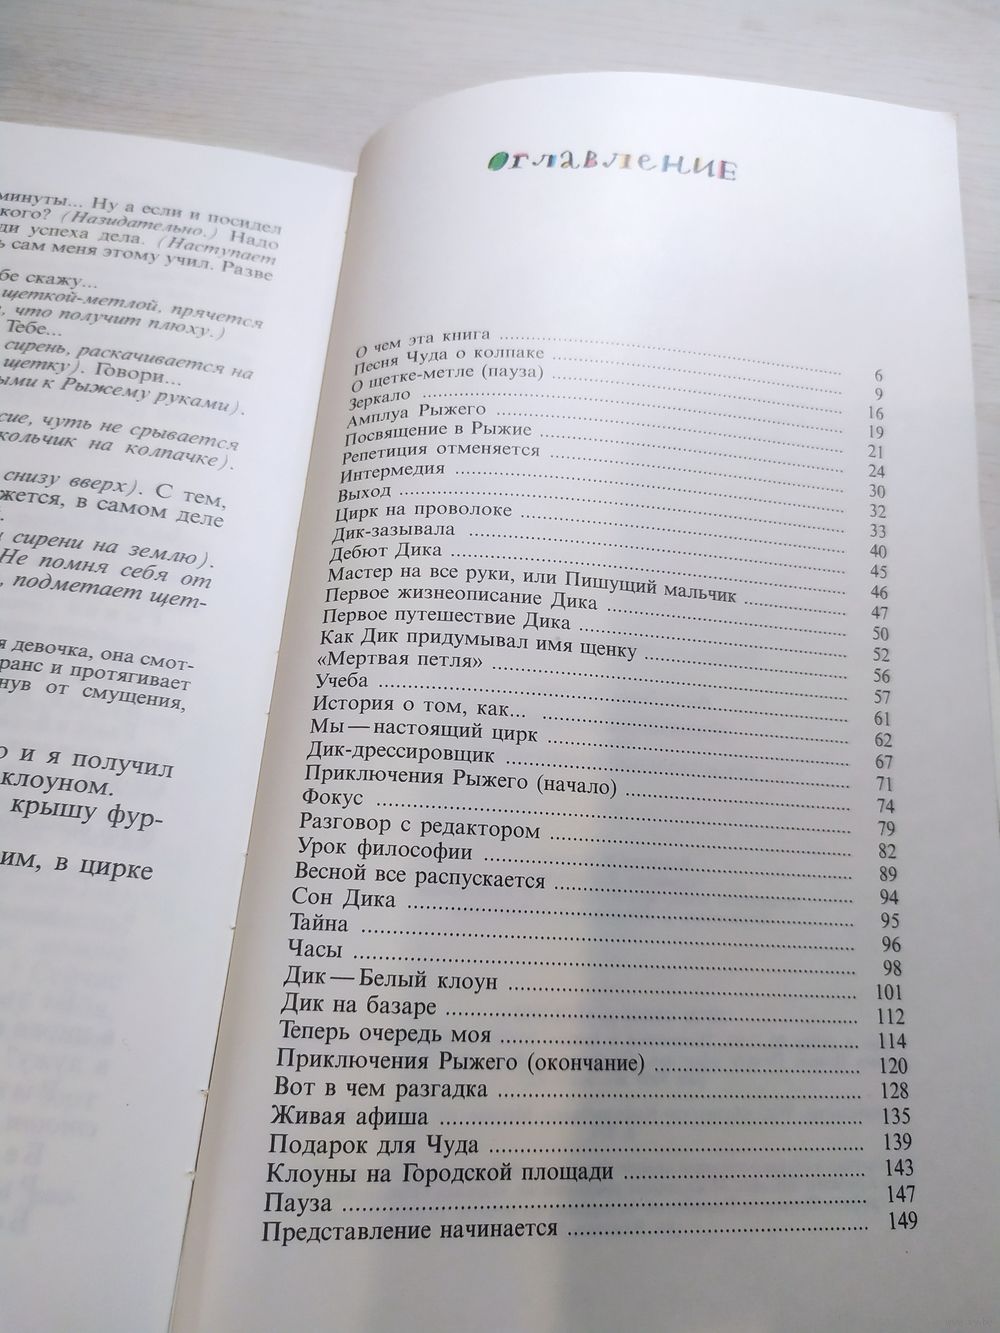 минуты... Ну а если и посидел
кого? (Назидательно.) Надо
ди успеха дела. (Наступает
ь сам меня этому учил. Разве
бе скажу...
щеткой-метлой, прячется
, что получит плюху.)
Тебе...
сирень, раскачивается на
щетку). Говори...
ыми к Рыжему руками).
сие, чуть не срывается
кольчик на колпачке).
снизу вверх). С тем,
жется, в самом деле
сирени на землю).
Не помня себя от
, подметает щет-
я девочка, она смот-
ранс и протягивает
нув от смущения,
о и я получил
клоуном.
крышу фур-
им, в цирке
Оглавление
О чем эта книга 6
Песня Чуда о колпаке 9
О щетке-метле (пауза) 16
Зеркало 19
Амплуа Рыжего 21
Посвящение в Рыжие 24
Репетиция отменяется 30
Интермедия 32
Выход 33
Цирк на проволоке 40
Дик-зазывала 45
Дебют Дика 46
Мастер на все руки, или Пишущий мальчик 47
Первое жизнеописание Дика 50
Первое путешествие Дика 52
Как Дик придумывал имя щенку 56
«Мертвая петля» 57
Учеба 61
История о том, как... 62
Мы — настоящий цирк 67
Дик-дрессировщик 71
Приключения Рыжего (начало) 74
Фокус 79
Разговор с редактором 82
Урок философии 89
Весной все распускается 94
Сон Дика 95
Тайна 96
Часы 98
Дик — Белый клоун 101
Дик на базаре 112
Теперь очередь моя 114
Приключения Рыжего (окончание) 120
Вот в чем разгадка 128
Живая афиша 135
Подарок для Чуда 139
Клоуны на Городской площади 143
Пауза 147
Представление начинается 149